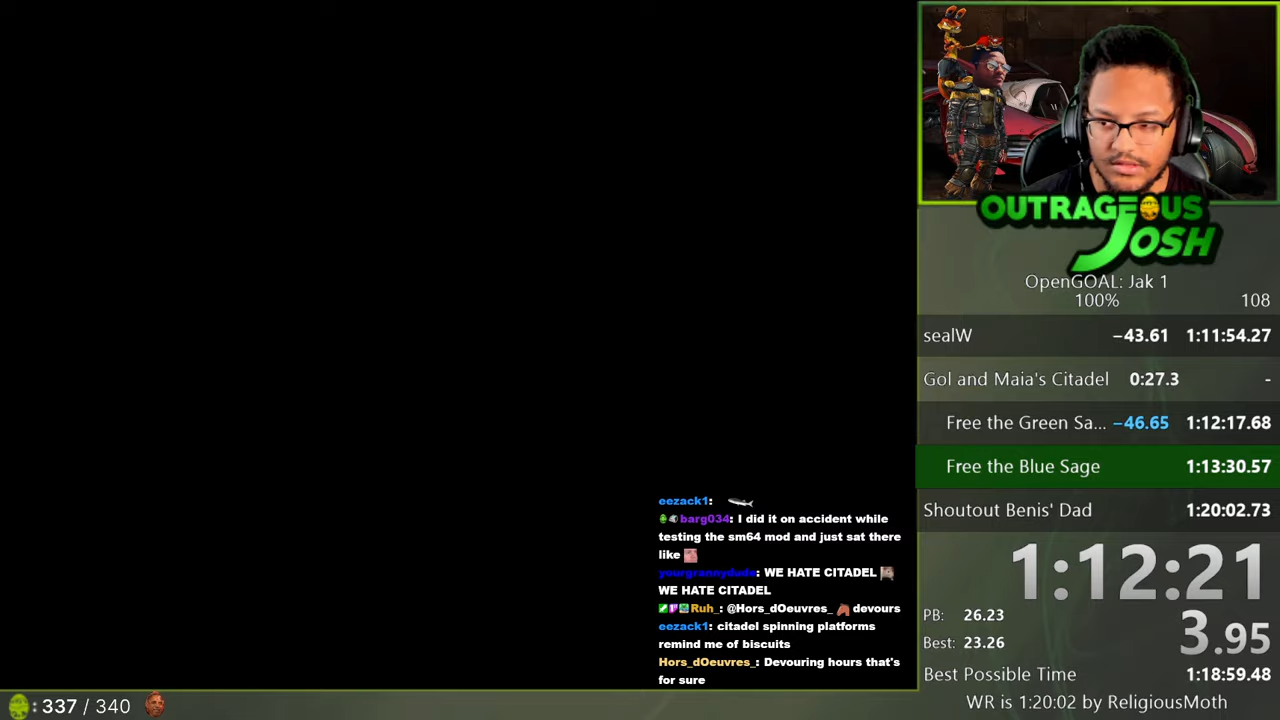 OUTRAGEOUS
JOSH
OpenGOAL: Jak 1
100% 108
sealW −43.61 1:11:54.27
Gol and Maia's Citadel 0:27.3 -
Free the Green Sa... −46.65 1:12:17.68
Free the Blue Sage 1:13:30.57
Shoutout Benis' Dad 1:20:02.73
1:12:21
PB: 26.23
3.95
Best: 23.26
Best Possible Time 1:18:59.48
WR is 1:20:02 by ReligiousMoth
eezack1:
barg034: I did it on accident while
testing the sm64 mod and just sat there
like
yourgrannydude: WE HATE CITADEL
WE HATE CITADEL
Ruh_: @Hors_dOeuvres_ devours
eezack1: citadel spinning platforms
remind me of biscuits
Hors_dOeuvres_: Devouring hours that's
for sure
: 337 / 340